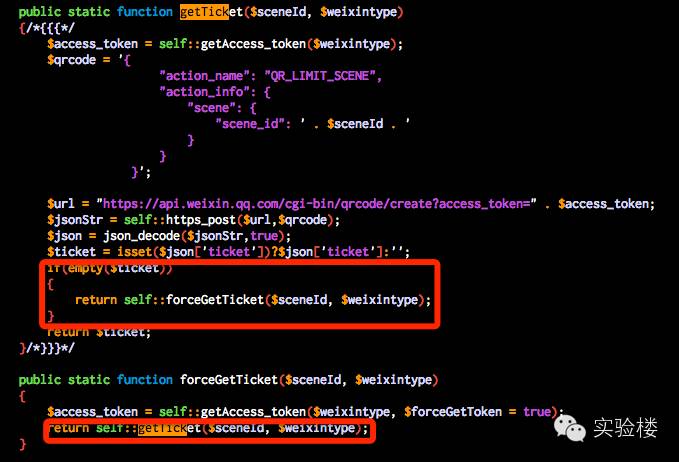 public static function getTicket($sceneId, $weixintype)
{/*{{{*/
$access_token = self::getAccess_token($weixintype);
$qrcode = '{
"action_name": "QR_LIMIT_SCENE",
"action_info": {
"scene": {
"scene_id": ' . $sceneId . '
}
}
}';
$url = "https://api.weixin.qq.com/cgi-bin/qrcode/create?access_token=" . $access_token;
$jsonStr = self::https_post($url,$qrcode);
$json = json_decode($jsonStr,true);
$ticket = isset($json['ticket'])?$json['ticket']:'';
if(empty($ticket))
{
return self::forceGetTicket($sceneId, $weixintype);
}
return $ticket;
}/*}}}*/
public static function forceGetTicket($sceneId, $weixintype)
{
$access_token = self::getAccess_token($weixintype, $forceGetToken = true);
return self::getTicket($sceneId, $weixintype);
}
实验楼